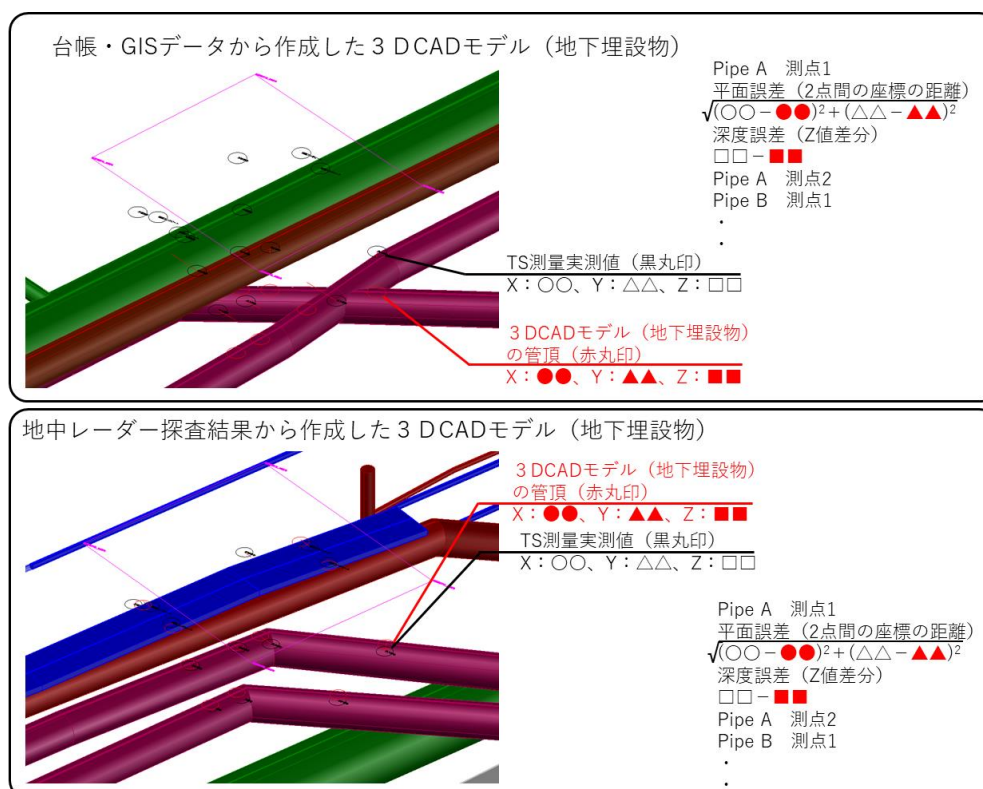 台帳・GISデータから作成した３ＤCADモデル（地下埋設物）
Pipe A　測点1
平面誤差（2点間の座標の距離）
√(○○－●●)²＋(△△－▲▲)²
深度誤差（Z値差分）
□□－■■
Pipe A　測点2
Pipe B　測点1
・
・
TS測量実測値（黒丸印）
X：○○、Y：△△、Z：□□
３DCADモデル（地下埋設物）
の管頂（赤丸印）
X：●●、Y：▲▲、Z：■■
地中レーダー探査結果から作成した３ＤCADモデル（地下埋設物）
３DCADモデル（地下埋設物）
の管頂（赤丸印）
X：●●、Y：▲▲、Z：■■
TS測量実測値（黒丸印）
X：○○、Y：△△、Z：□□
Pipe A　測点1
平面誤差（2点間の座標の距離）
√(○○－●●)²＋(△△－▲▲)²
深度誤差（Z値差分）
□□－■■
Pipe A　測点2
Pipe B　測点1
・
・